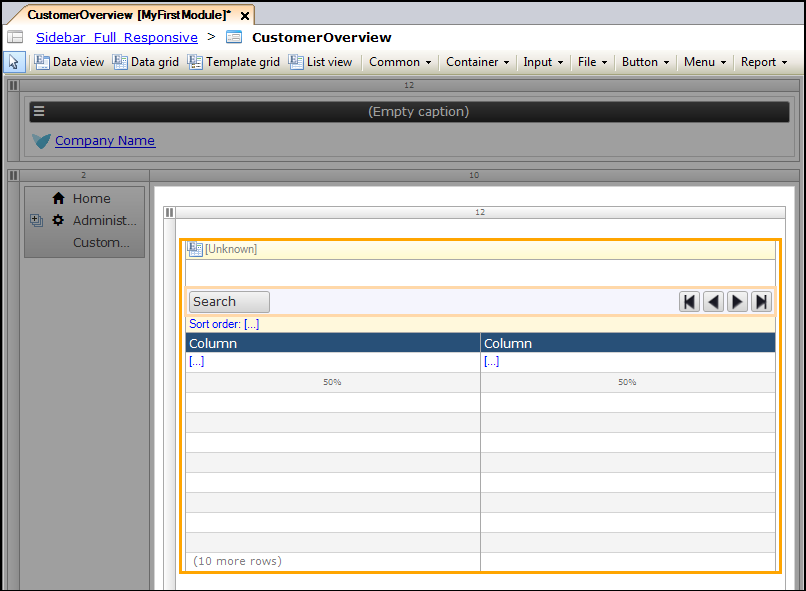 CustomerOverview [MyFirstModule]*
Sidebar_Full_Responsive > CustomerOverview
Data view Data grid Template grid List view Common Container Input File Button Menu Report
12
(Empty caption)
Company Name
2 10
Home
Administ...
Custom...
12
[Unknown]
Search
Sort order: [...]
Column Column
[...] [...]
50% 50%
(10 more rows)